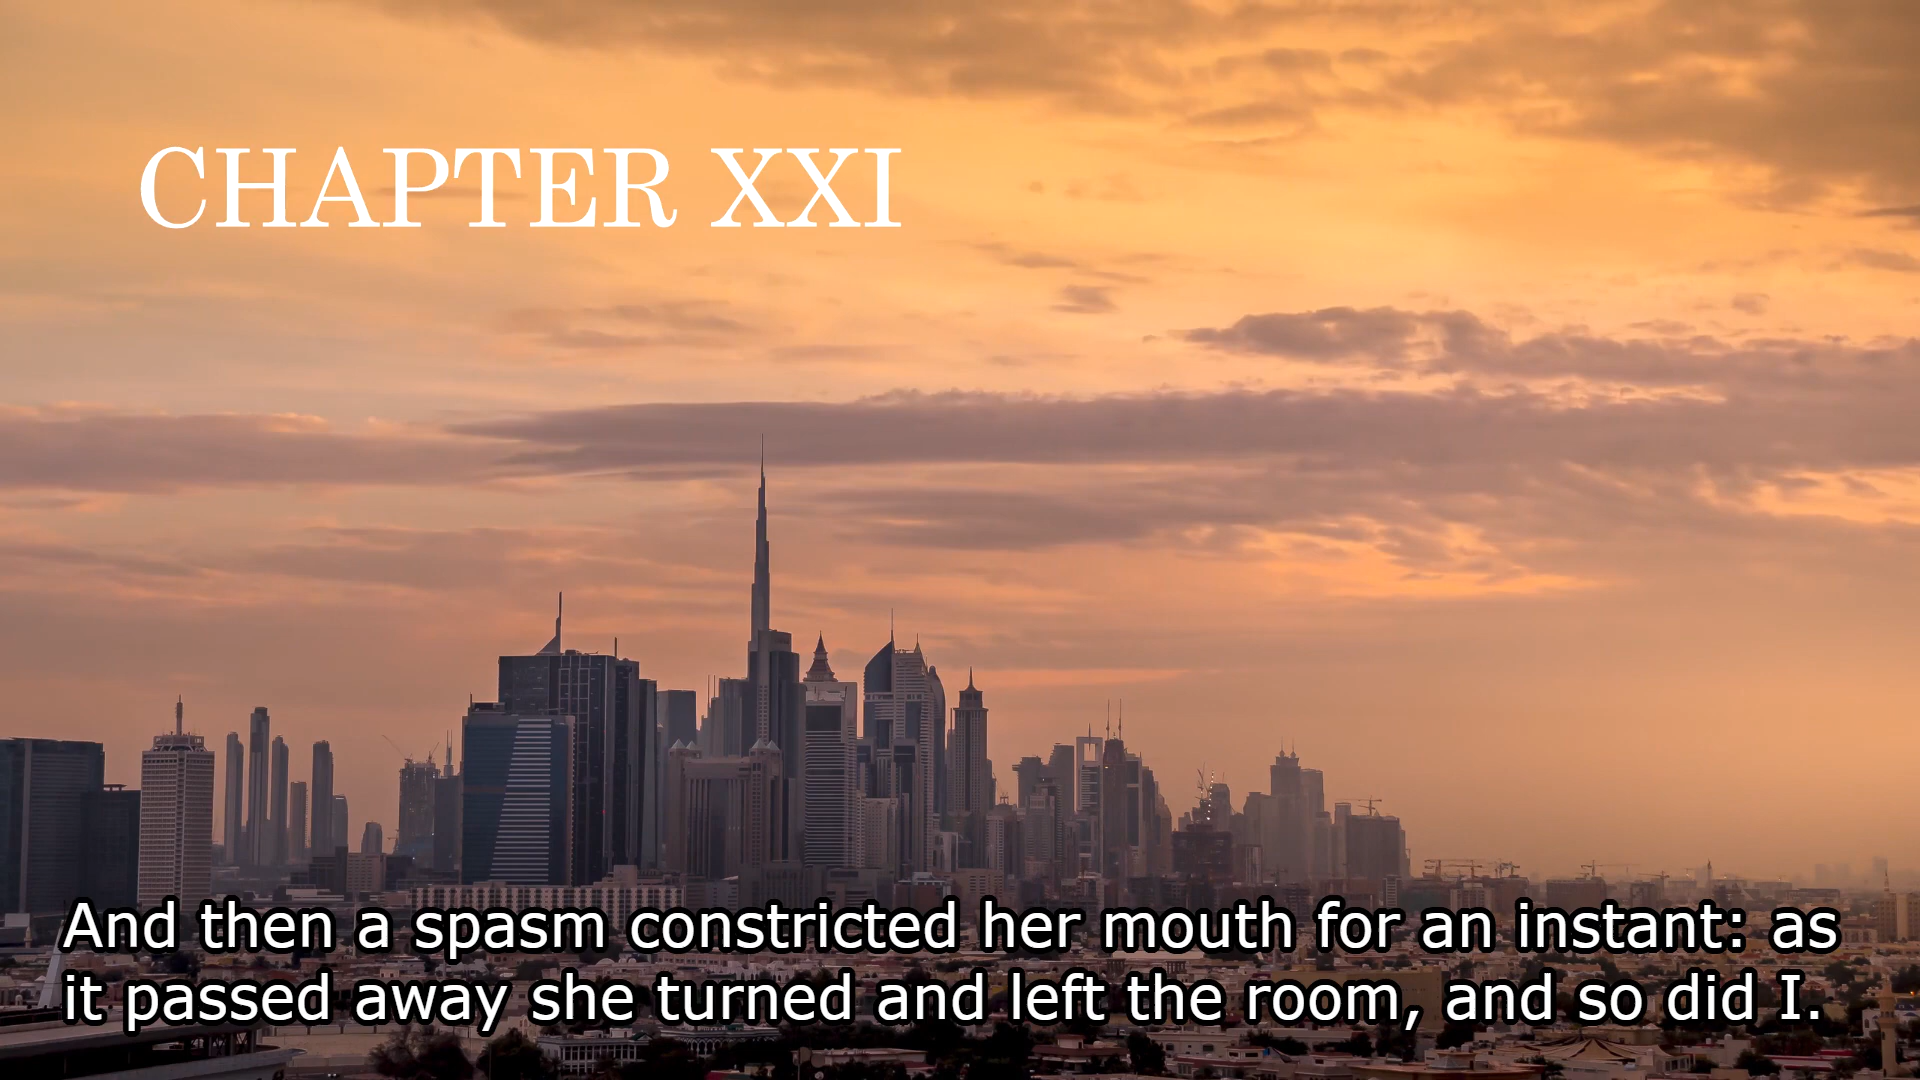 CHAPTER XXI
And then a spasm constricted her mouth for an instant: as
it passed away she turned and left the room, and so did I.